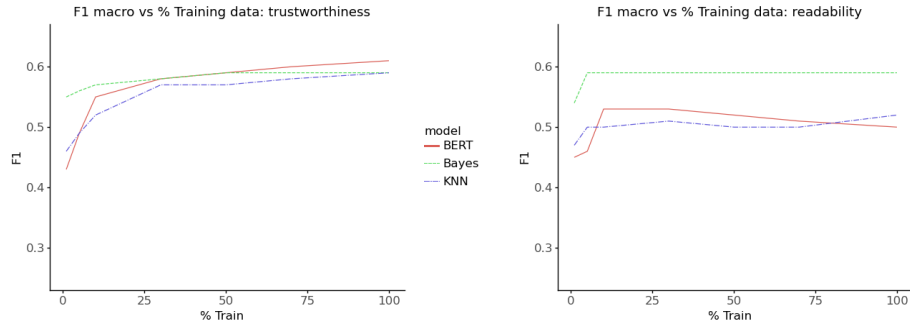 F1 macro vs % Training data: trustworthiness
0.6
0.5
0.4
0.3
F1
0
25
50
75
100
% Train
model
BERT
Bayes
KNN
F1 macro vs % Training data: readability
0.6
0.5
0.4
0.3
F1
0
25
50
75
100
% Train